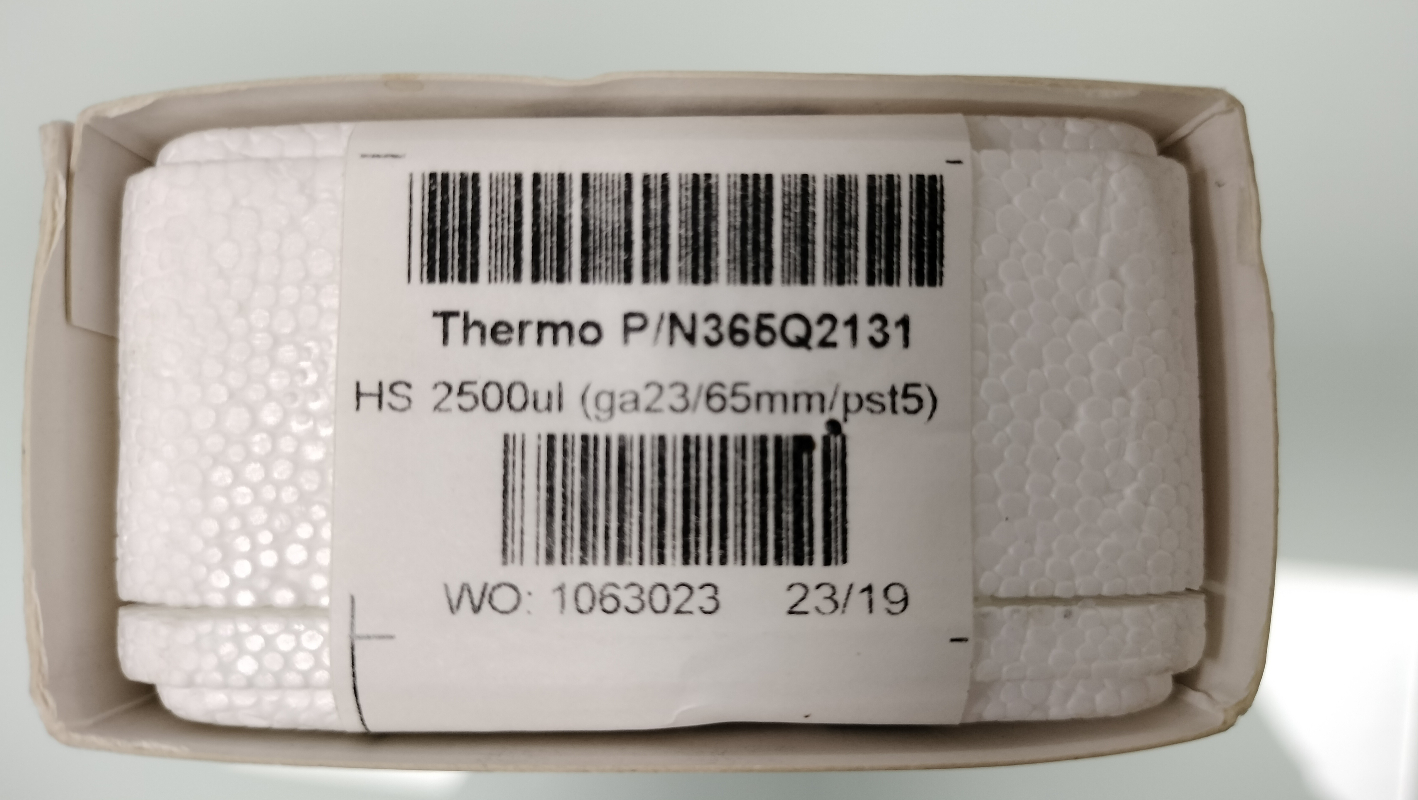 Thermo P/N365Q2131
HS 2500ul (ga23/65mm/pst5)
WO: 1063023 23/19